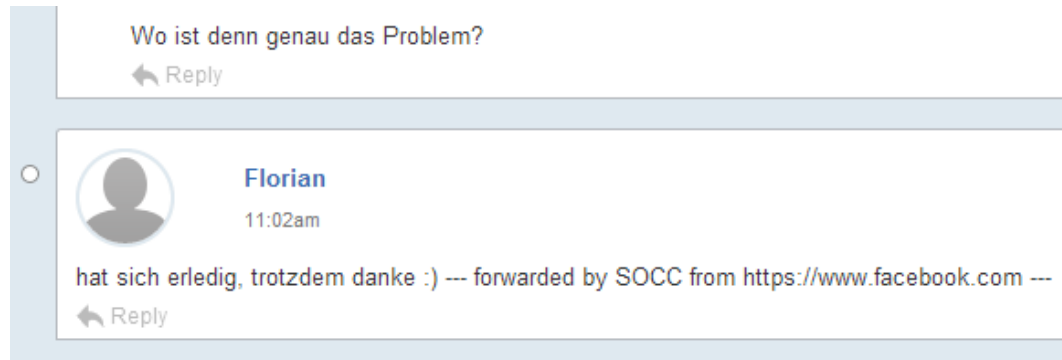 Wo ist denn genau das Problem?
Reply
Florian
11:02am
hat sich erledig, trotzdem danke :) --- forwarded by SOCC from https://www.facebook.com ---
Reply